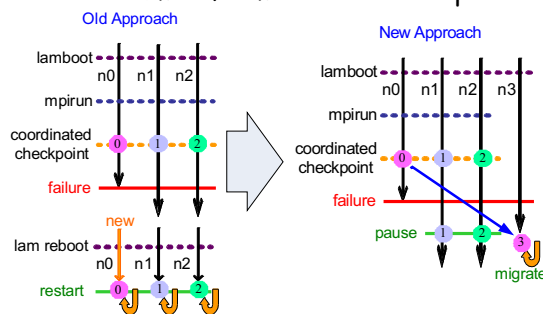 Old Approach
lamboot
n0 n1 n2
mpirun
coordinated
checkpoint
0 1 2
failure
new
lam reboot
n0 n1 n2
restart
0 1 2
New Approach
lamboot
n0 n1 n2 n3
mpirun
coordinated
checkpoint
0 1 2
failure
pause
1 2 3
migrate